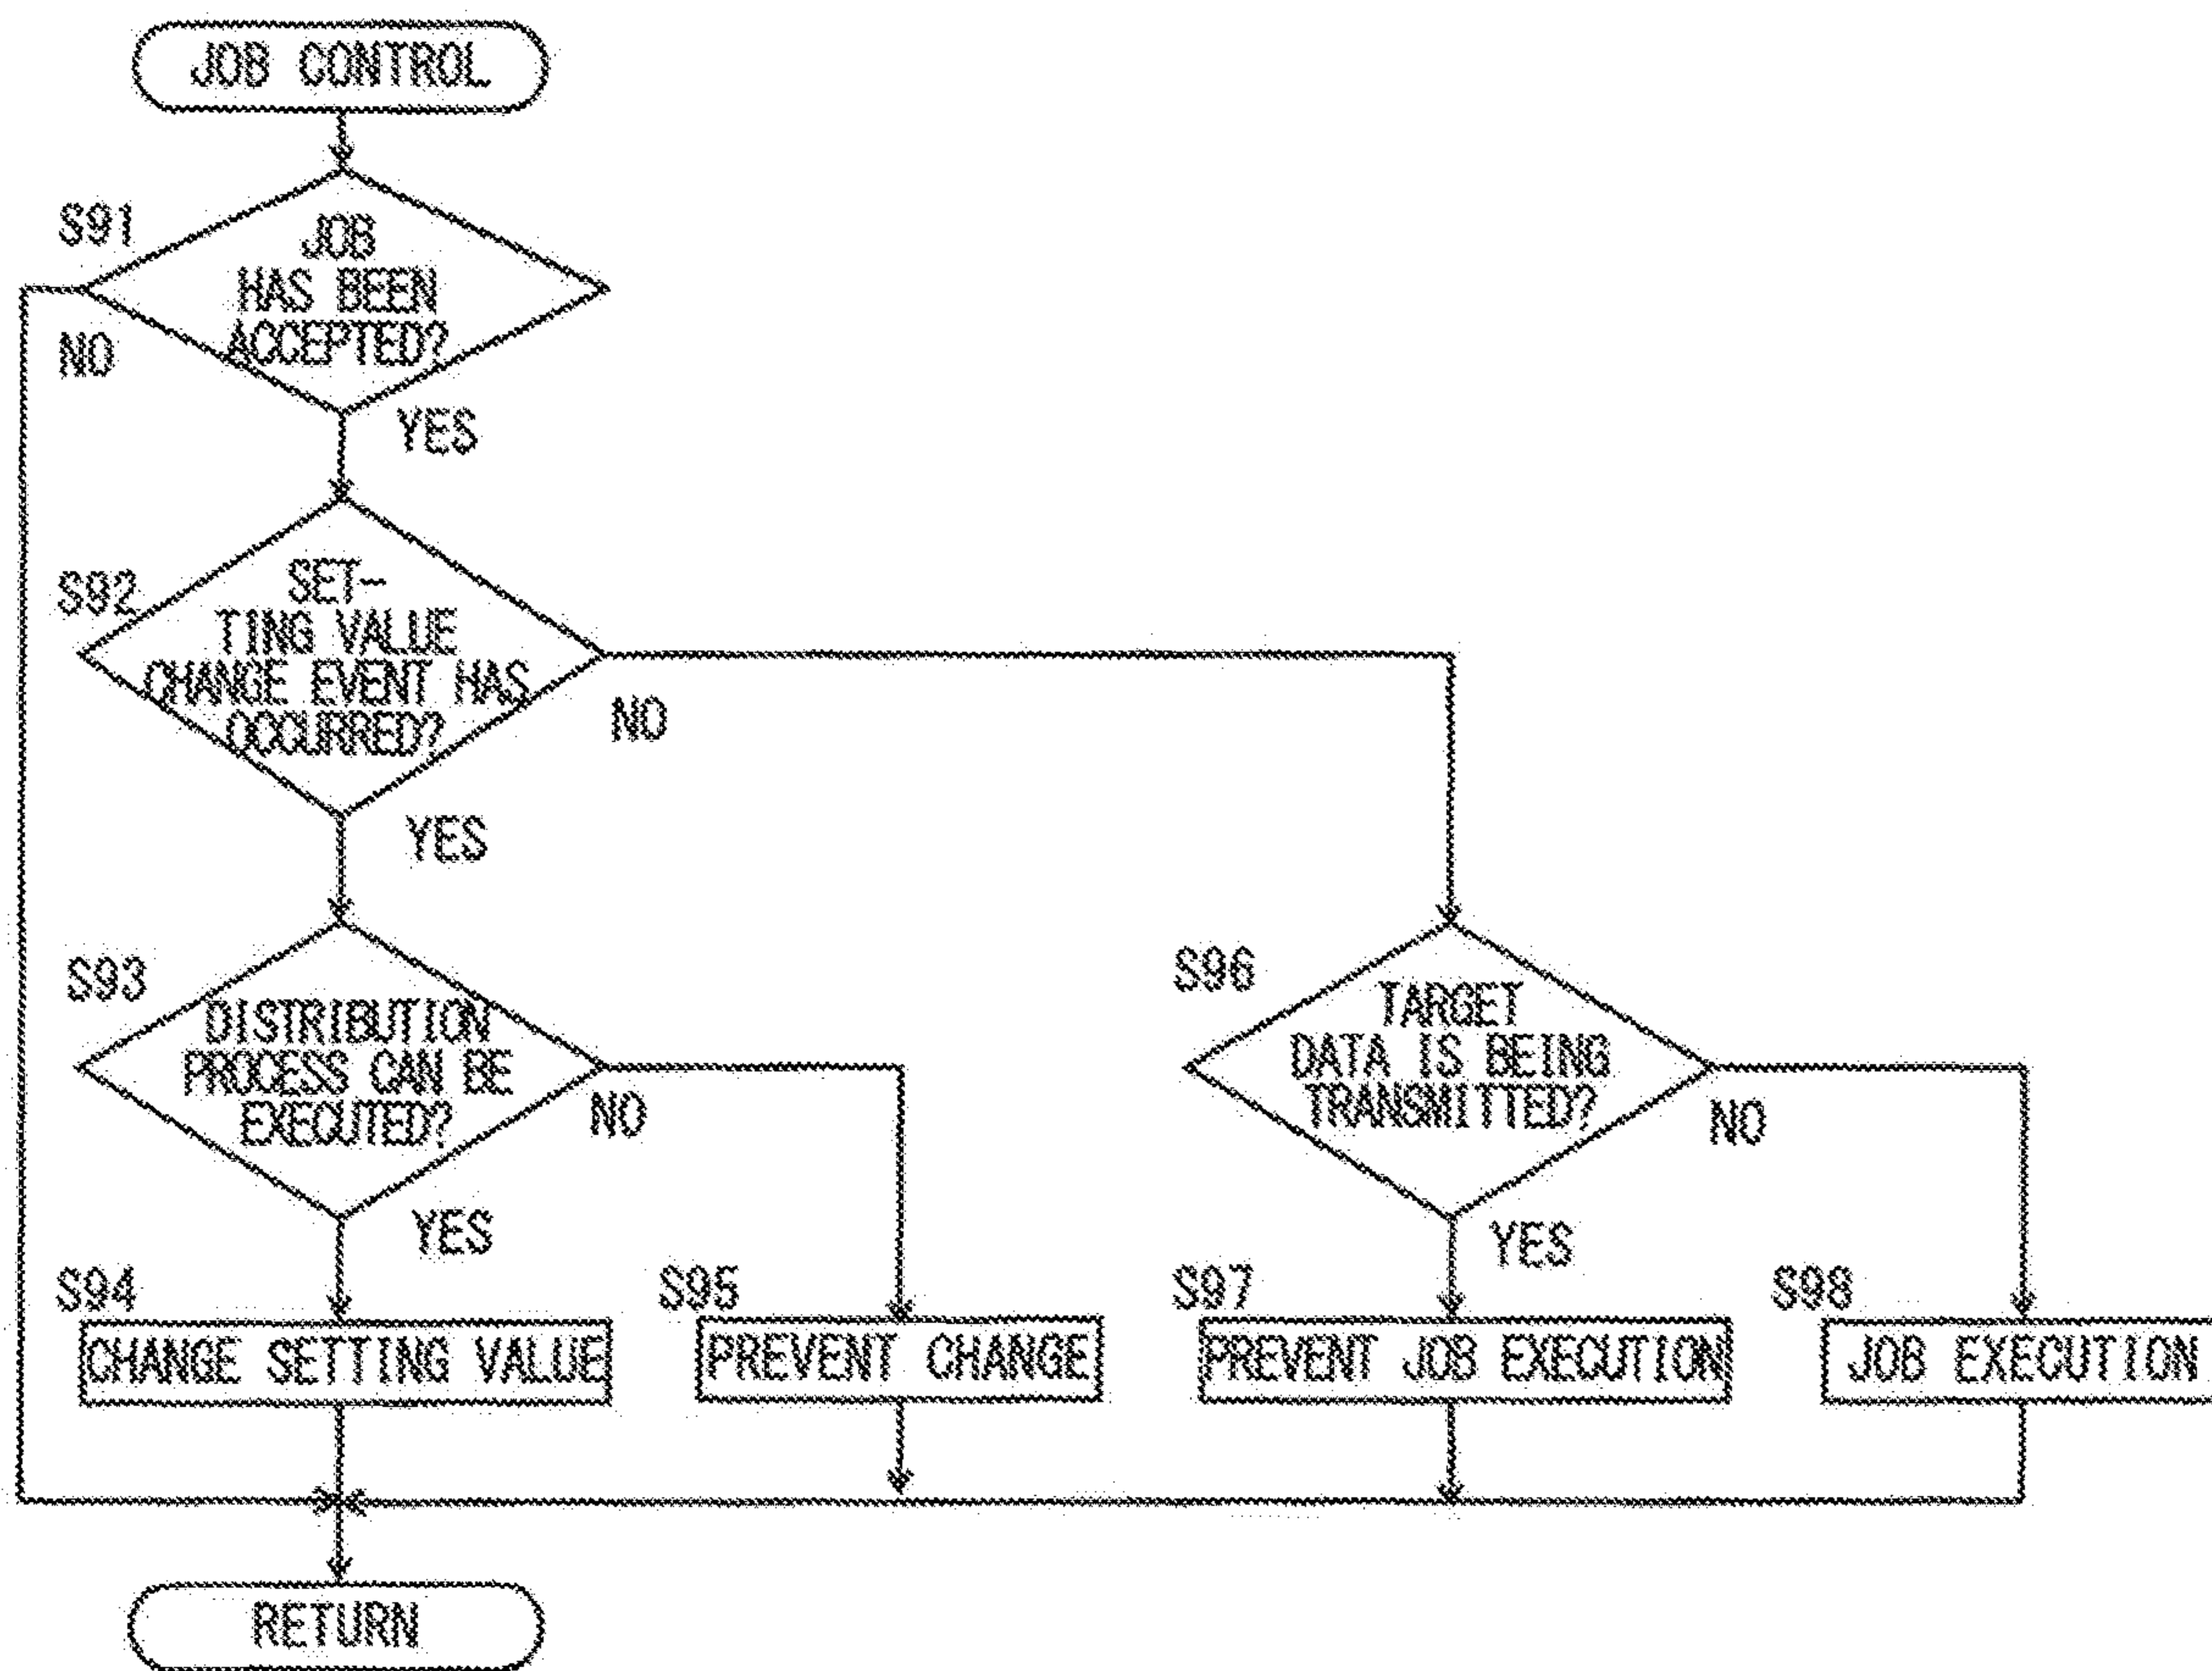 JOB CONTROL
S91
JOB
HAS BEEN
ACCEPTED?
NO
YES
S92
SET-
TING VALUE
CHANGE EVENT HAS
OCCURRED?
NO
YES
S93
DISTRIBUTION
PROCESS CAN BE
EXECUTED?
NO
YES
S96
TARGET
DATA IS BEING
TRANSMITTED?
NO
YES
S94
CHANGE SETTING VALUE
S95
PREVENT CHANGE
S97
PREVENT JOB EXECUTION
S98
JOB EXECUTION
RETURN